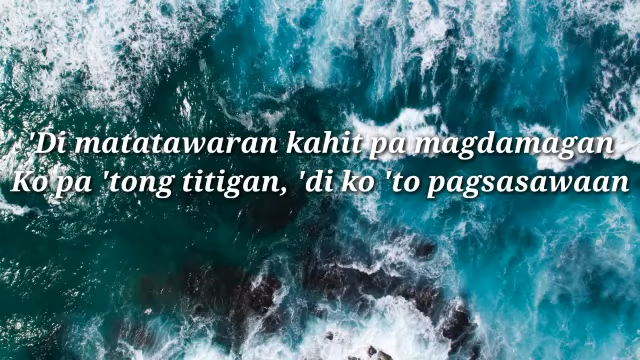 'Di matatawaran kahit pa magdamagan
Ko pa 'tong titigan, 'di ko 'to pagsasawaan